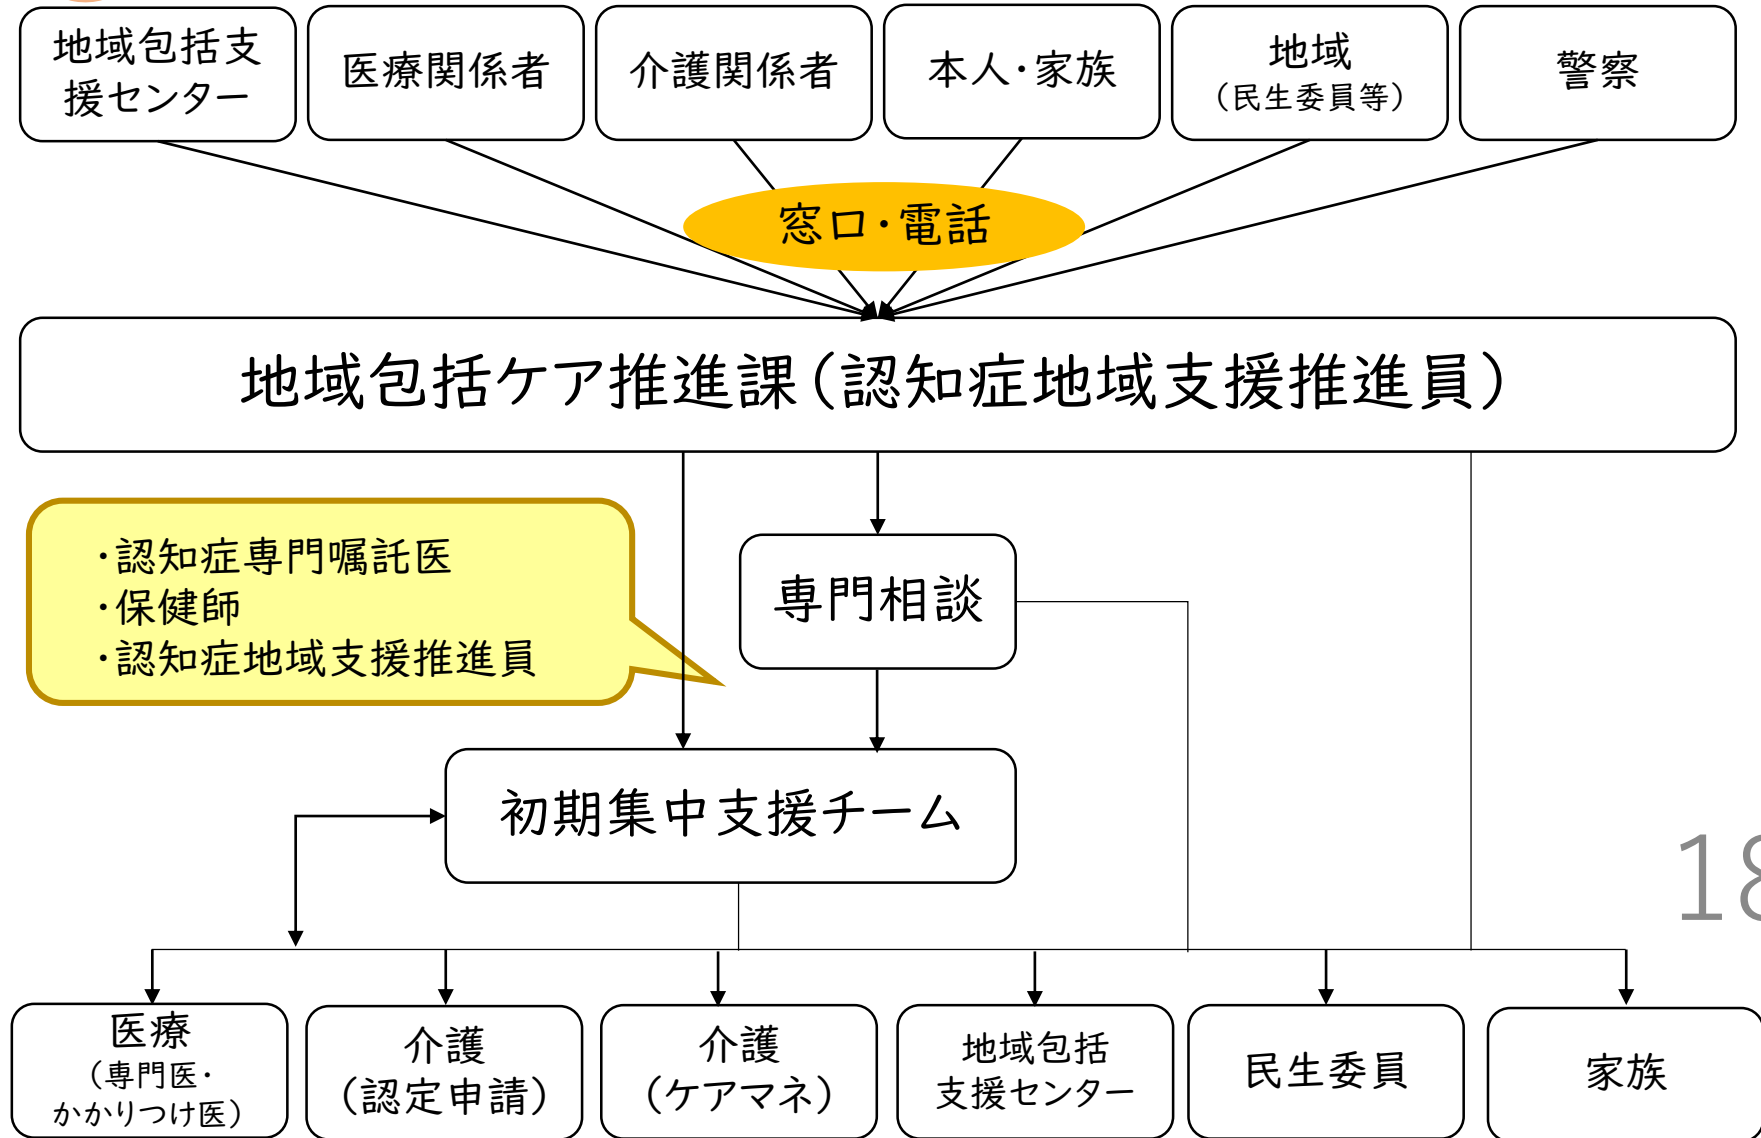 地域包括支
援センター
医療関係者
介護関係者
本人・家族
地域
（民生委員等）
警察
窓口・電話
地域包括ケア推進課（認知症地域支援推進員）
・認知症専門嘱託医
・保健師
・認知症地域支援推進員
専門相談
初期集中支援チーム
18
医療
（専門医・
かかりつけ医）
介護
（認定申請）
介護
（ケアマネ）
地域包括
支援センター
民生委員
家族